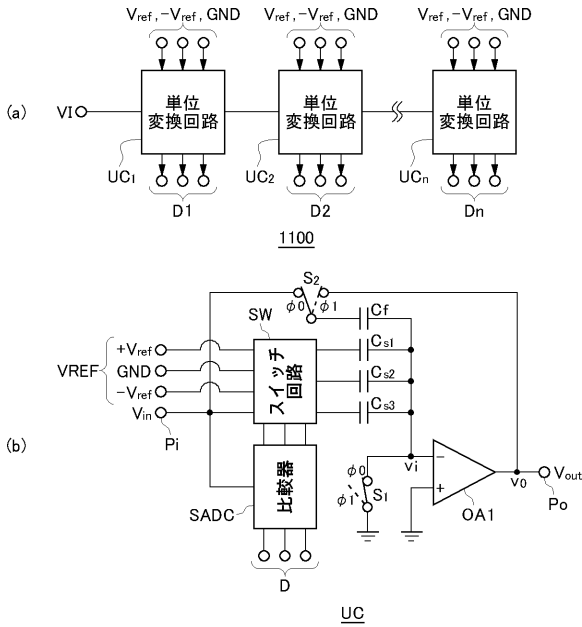 Vref, -Vref, GND
Vref, -Vref, GND
Vref, -Vref, GND
(a)
VI
単位
変換回路
単位
変換回路
単位
変換回路
UC1
UC2
UCn
D1
D2
Dn
1100
S2
φ0
φ1
Cf
SW
+Vref
Cs1
VREF
GND
Cs2
-Vref
Cs3
Vin
スイッチ
回路
Pi
(b)
比較器
φ0
φ1
S1
vi
−
+
OA1
v0
Vout
Po
SADC
D
UC